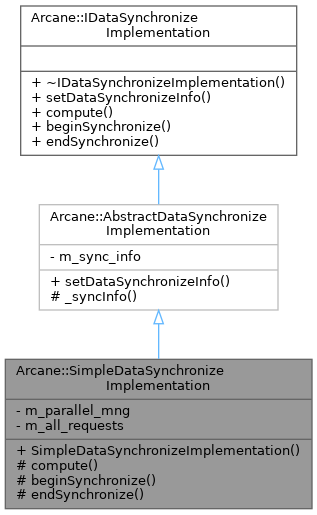 Arcane::IDataSynchronize
Implementation
+ ~IDataSynchronizeImplementation()
+ setDataSynchronizeInfo()
+ compute()
+ beginSynchronize()
+ endSynchronize()
Arcane::AbstractDataSynchronize
Implementation
- m_sync_info
+ setDataSynchronizeInfo()
# _syncInfo()
Arcane::SimpleDataSynchronize
Implementation
- m_parallel_mng
- m_all_requests
+ SimpleDataSynchronizeImplementation()
# compute()
# beginSynchronize()
# endSynchronize()